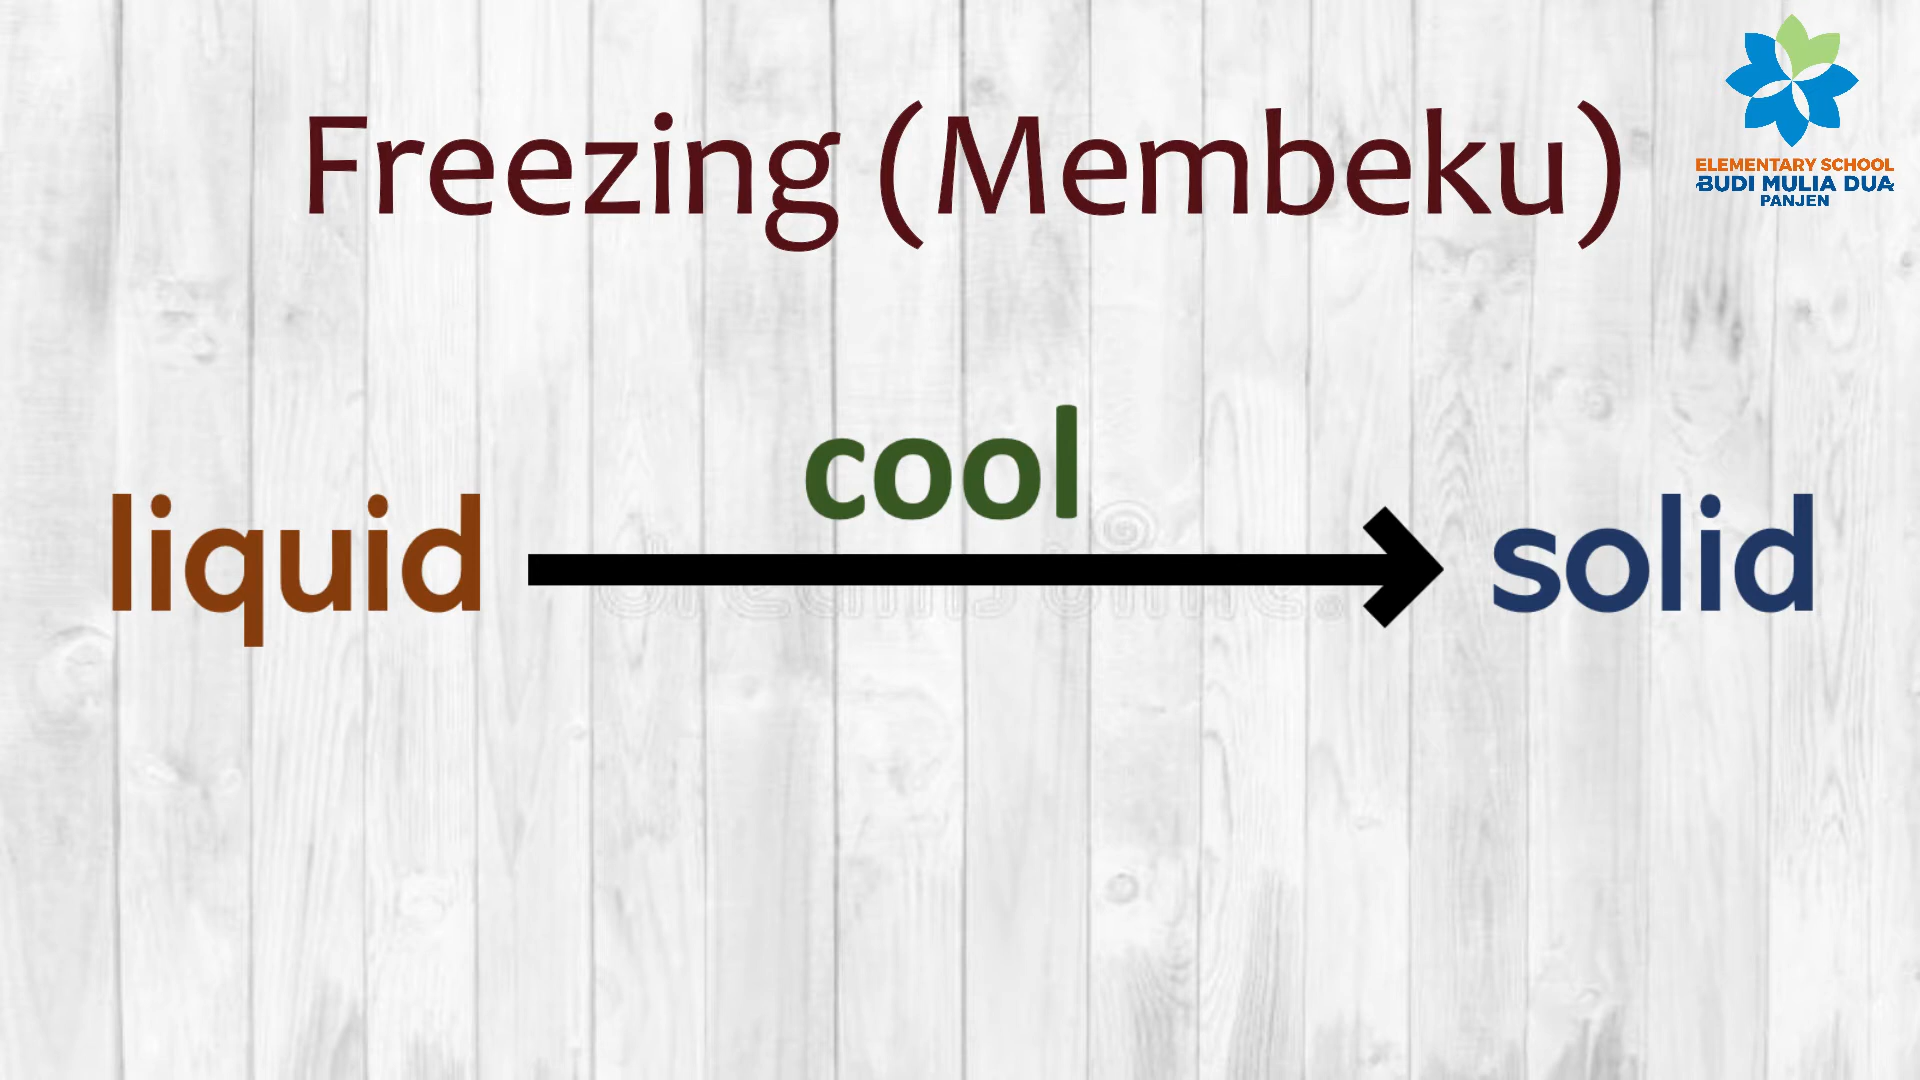 Freezing (Membeku)
ELEMENTARY SCHOOL
BUDI MULIA DUA
PANJEN
cool
liquid
solid